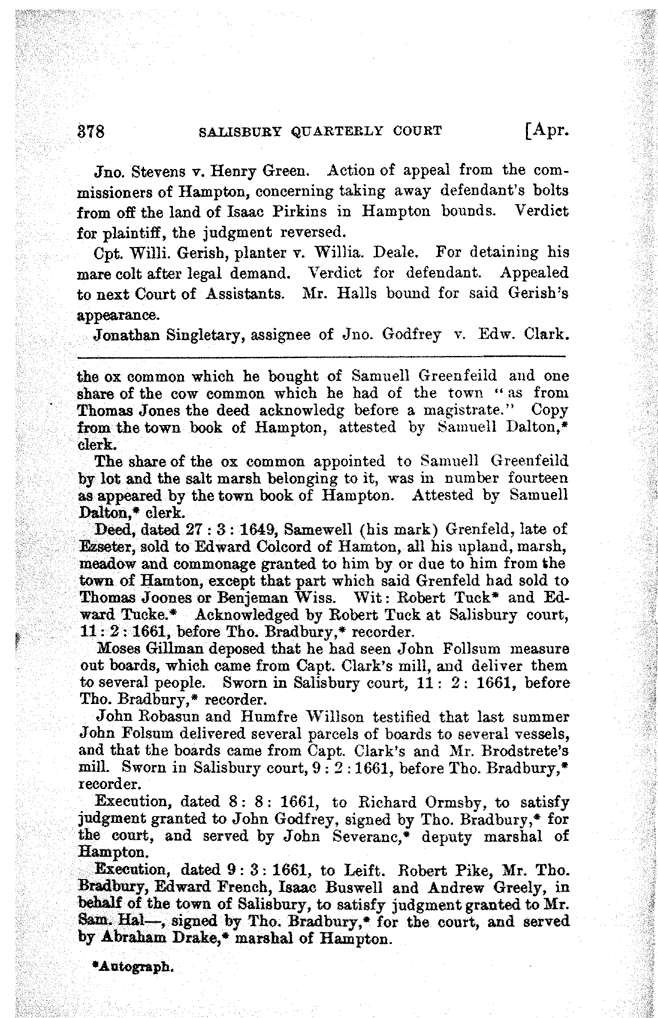 378 SALISBURY QUARTERLY COURT [Apr.
Jno. Stevens v. Henry Green. Action of appeal from the com-
missioners of Hampton, concerning taking away defendant's bolts
from off the land of Isaac Pirkins in Hampton bounds. Verdict
for plaintiff, the judgment reversed.
Cpt. Willi. Gerish, planter v. Willia. Deale. For detaining his
mare colt after legal demand. Verdict for defendant. Appealed
to next Court of Assistants. Mr. Halls bound for said Gerish's
appearance.
Jonathan Singletary, assignee of Jno. Godfrey v. Edw. Clark.
the ox common which he bought of Samuell Greenfeild and one
share of the cow common which he had of the town "as from
Thomas Jones the deed acknowledg before a magistrate." Copy
from the town book of Hampton, attested by Samuell Dalton,*
clerk.
The share of the ox common appointed to Samuell Greenfeild
by lot and the salt marsh belonging to it, was in number fourteen
as appeared by the town book of Hampton. Attested by Samuell
Dalton,* clerk.
Deed, dated 27 : 3 : 1649, Samewell (his mark) Grenfeld, late of
Ezseter, sold to Edward Colcord of Hamton, all his upland, marsh,
meadow and commonage granted to him by or due to him from the
town of Hamton, except that part which said Grenfeld had sold to
Thomas Joones or Benjeman Wiss. Wit: Robert Tuck* and Ed-
ward Tucke.* Acknowledged by Robert Tuck at Salisbury court,
11 : 2 : 1661, before Tho. Bradbury,* recorder.
Moses Gillman deposed that he had seen John Follsum measure
out boards, which came from Capt. Clark's mill, and deliver them
to several people. Sworn in Salisbury court, 11 : 2 : 1661, before
Tho. Bradbury,* recorder.
John Robasun and Humfre Willson testified that last summer
John Folsum delivered several parcels of boards to several vessels,
and that the boards came from Capt. Clark's and Mr. Brodstrete's
mill. Sworn in Salisbury court, 9 : 2 : 1661, before Tho. Bradbury,*
recorder.
Execution, dated 8 : 8 : 1661, to Richard Ormsby, to satisfy
judgment granted to John Godfrey, signed by Tho. Bradbury,* for
the court, and served by John Severanc,* deputy marshal of
Hampton.
Execution, dated 9 : 3 : 1661, to Leift. Robert Pike, Mr. Tho.
Bradbury, Edward French, Isaac Buswell and Andrew Greely, in
behalf of the town of Salisbury, to satisfy judgment granted to Mr.
Sam. Hal—, signed by Tho. Bradbury,* for the court, and served
by Abraham Drake,* marshal of Hampton.
*Autograph.